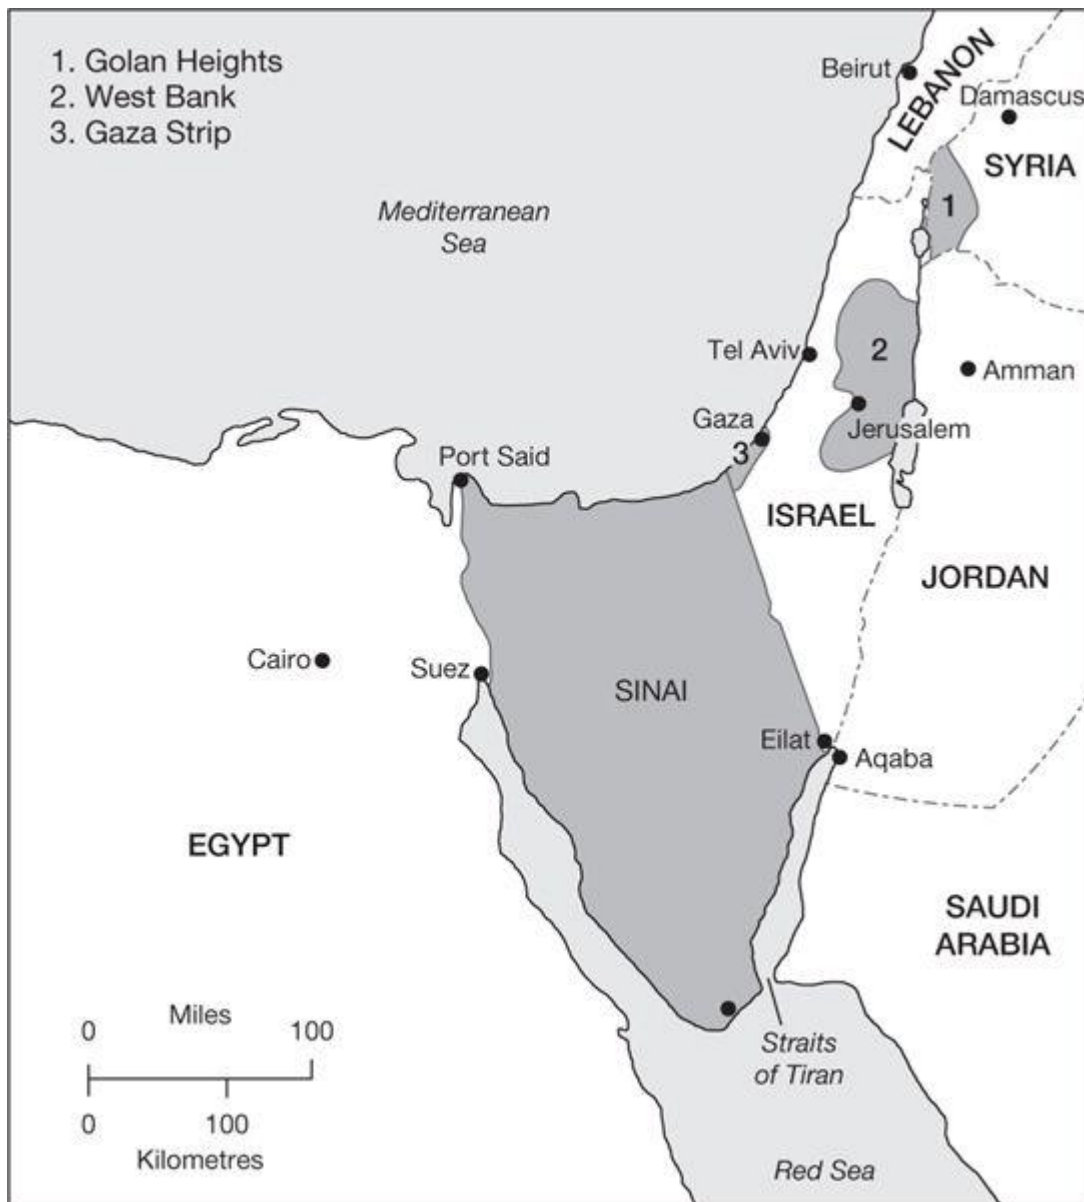 1. Golan Heights
2. West Bank
3. Gaza Strip
Beirut
LEBANON
Damascus
SYRIA
1
Mediterranean
Sea
Tel Aviv
2
Amman
Gaza
3
Jerusalem
Port Said
ISRAEL
JORDAN
Cairo
Suez
SINAI
Eilat
Aqaba
EGYPT
SAUDI
ARABIA
Miles
0 100
0 100
Kilometres
Straits
of Tiran
Red Sea